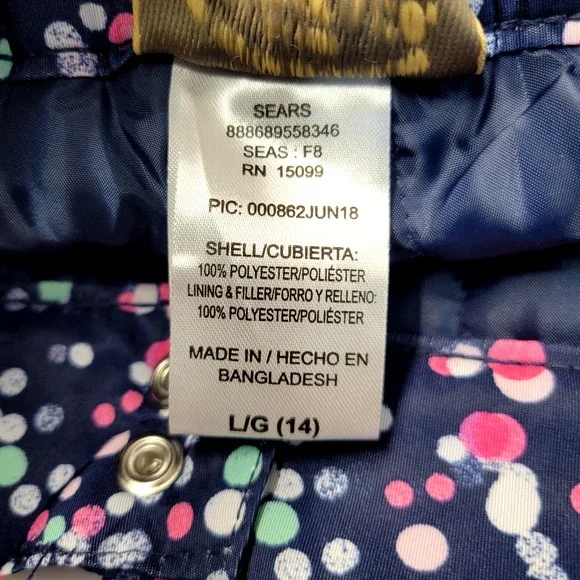 SEARS
888689558346
SEAS : F8
RN 15099
PIC: 000862JUN18
SHELL/CUBIERTA:
100% POLYESTER/POLIÉSTER
LINING & FILLER/FORRO Y RELLENO:
100% POLYESTER/POLIÉSTER
MADE IN / HECHO EN
BANGLADESH
L/G (14)